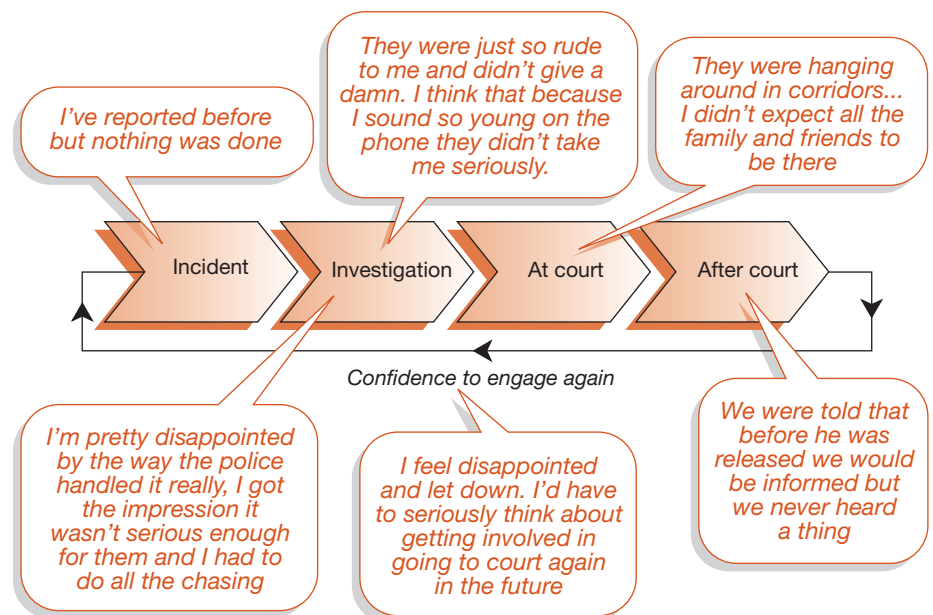 I've reported before
but nothing was done
They were just so rude
to me and didn't give a
damn. I think that because
I sound so young on the
phone they didn't take
me seriously.
They were hanging
around in corridors...
I didn't expect all the
family and friends to
be there
Incident
Investigation
At court
After court
Confidence to engage again
I'm pretty disappointed
by the way the police
handled it really, I got
the impression it
wasn't serious enough
for them and I had to
do all the chasing
I feel disappointed
and let down. I'd have
to seriously think about
getting involved in
going to court again
in the future
We were told that
before he was
released we would
be informed but
we never heard
a thing